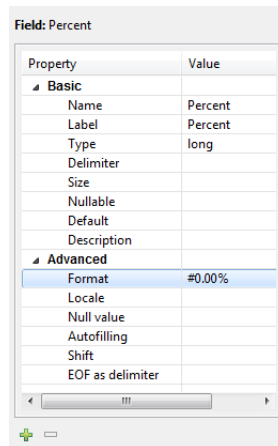 Field: Percent
Property Value
Basic
Name Percent
Label Percent
Type long
Delimiter
Size
Nullable
Default
Description
Advanced
Format #0.00%
Locale
Null value
Autofilling
Shift
EOF as delimiter